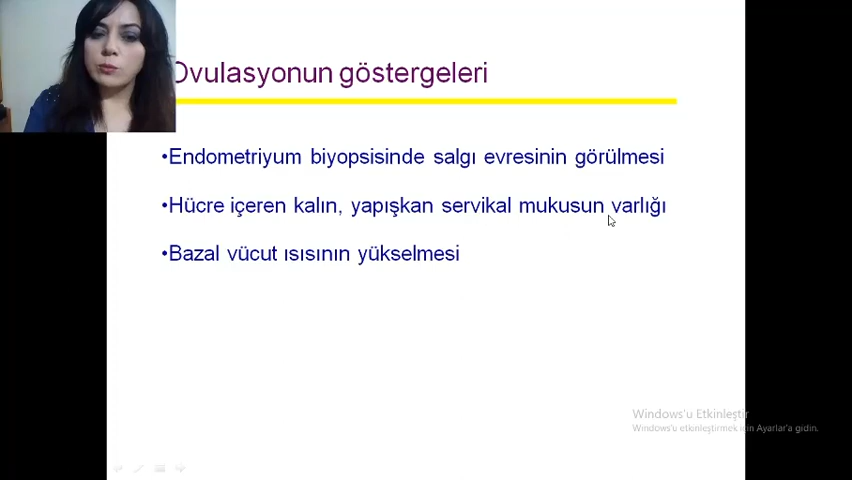 Ovulasyonun göstergeleri
•Endometriyum biyopsisinde salgı evresinin görülmesi
•Hücre içeren kalın, yapışkan servikal mukusun varlığı
•Bazal vücut ısısının yükselmesi
Windows'u Etkinleştir
Windows'u etkinleştirmek için Ayarlar'a gidin.